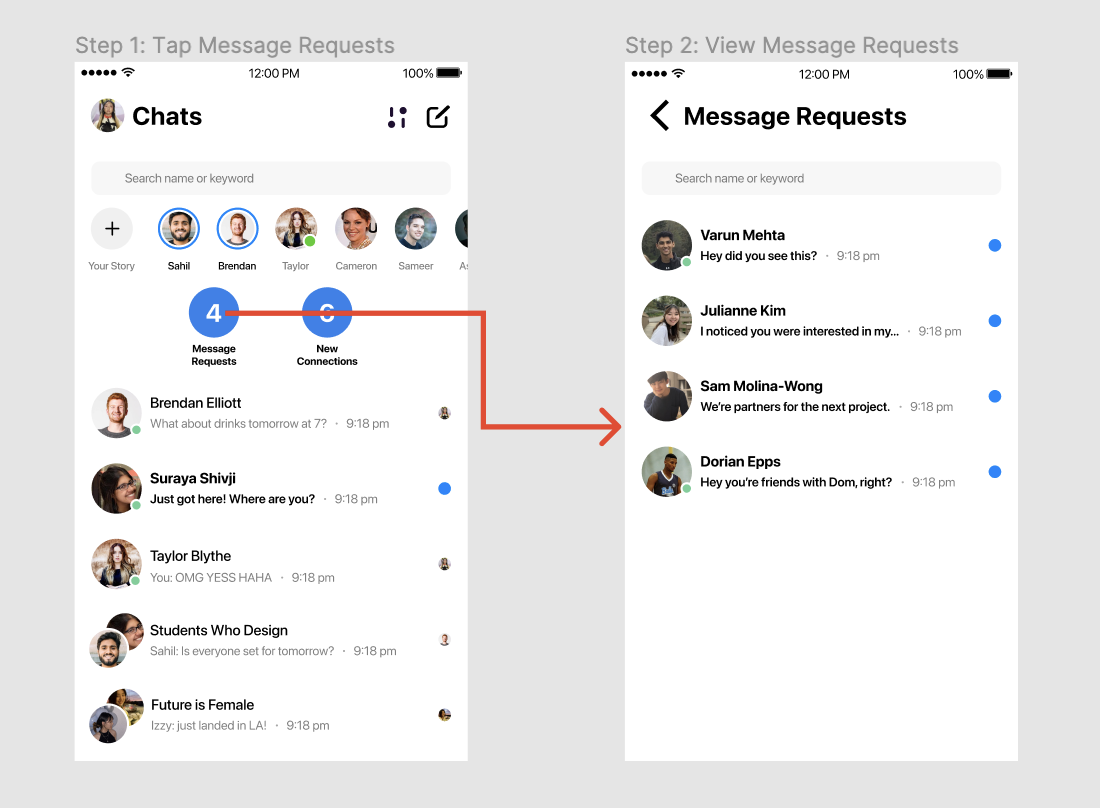 Step 1: Tap Message Requests
12:00 PM
100%
Chats
Search name or keyword
Your Story
Sahil
Brendan
Taylor
Cameron
Sameer
As
4
6
Message
Requests
New
Connections
Brendan Elliott
What about drinks tomorrow at 7? · 9:18 pm
Suraya Shivji
Just got here! Where are you? · 9:18 pm
Taylor Blythe
You: OMG YESS HAHA · 9:18 pm
Students Who Design
Sahil: Is everyone set for tomorrow? · 9:18 pm
Future is Female
Izzy: just landed in LA! · 9:18 pm
Step 2: View Message Requests
12:00 PM
100%
Message Requests
Search name or keyword
Varun Mehta
Hey did you see this? · 9:18 pm
Julianne Kim
I noticed you were interested in my... · 9:18 pm
Sam Molina-Wong
We’re partners for the next project. · 9:18 pm
Dorian Epps
Hey you’re friends with Dom, right? · 9:18 pm